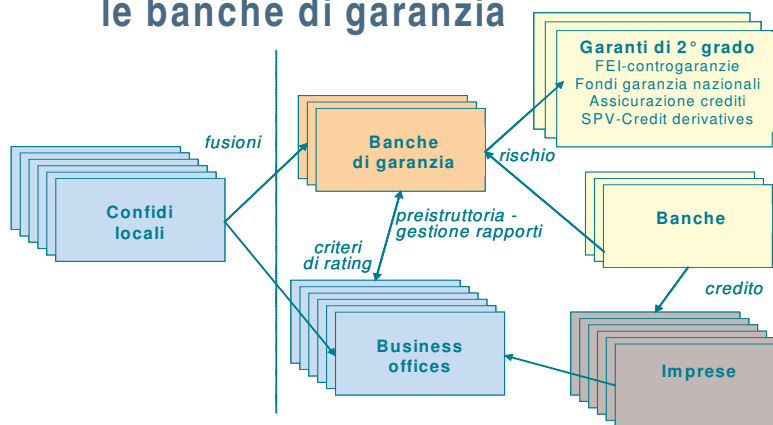 le banche di garanzia
Garanti di 2° grado
FEI-controgaranzie
Fondi garanzia nazionali
Assicurazione crediti
SPV-Credit derivatives
fusioni
Banche
di garanzia
rischio
Confidi
locali
preistruttoria -
gestione rapporti
Banche
criteri
di rating
credito
Business
offices
Imprese